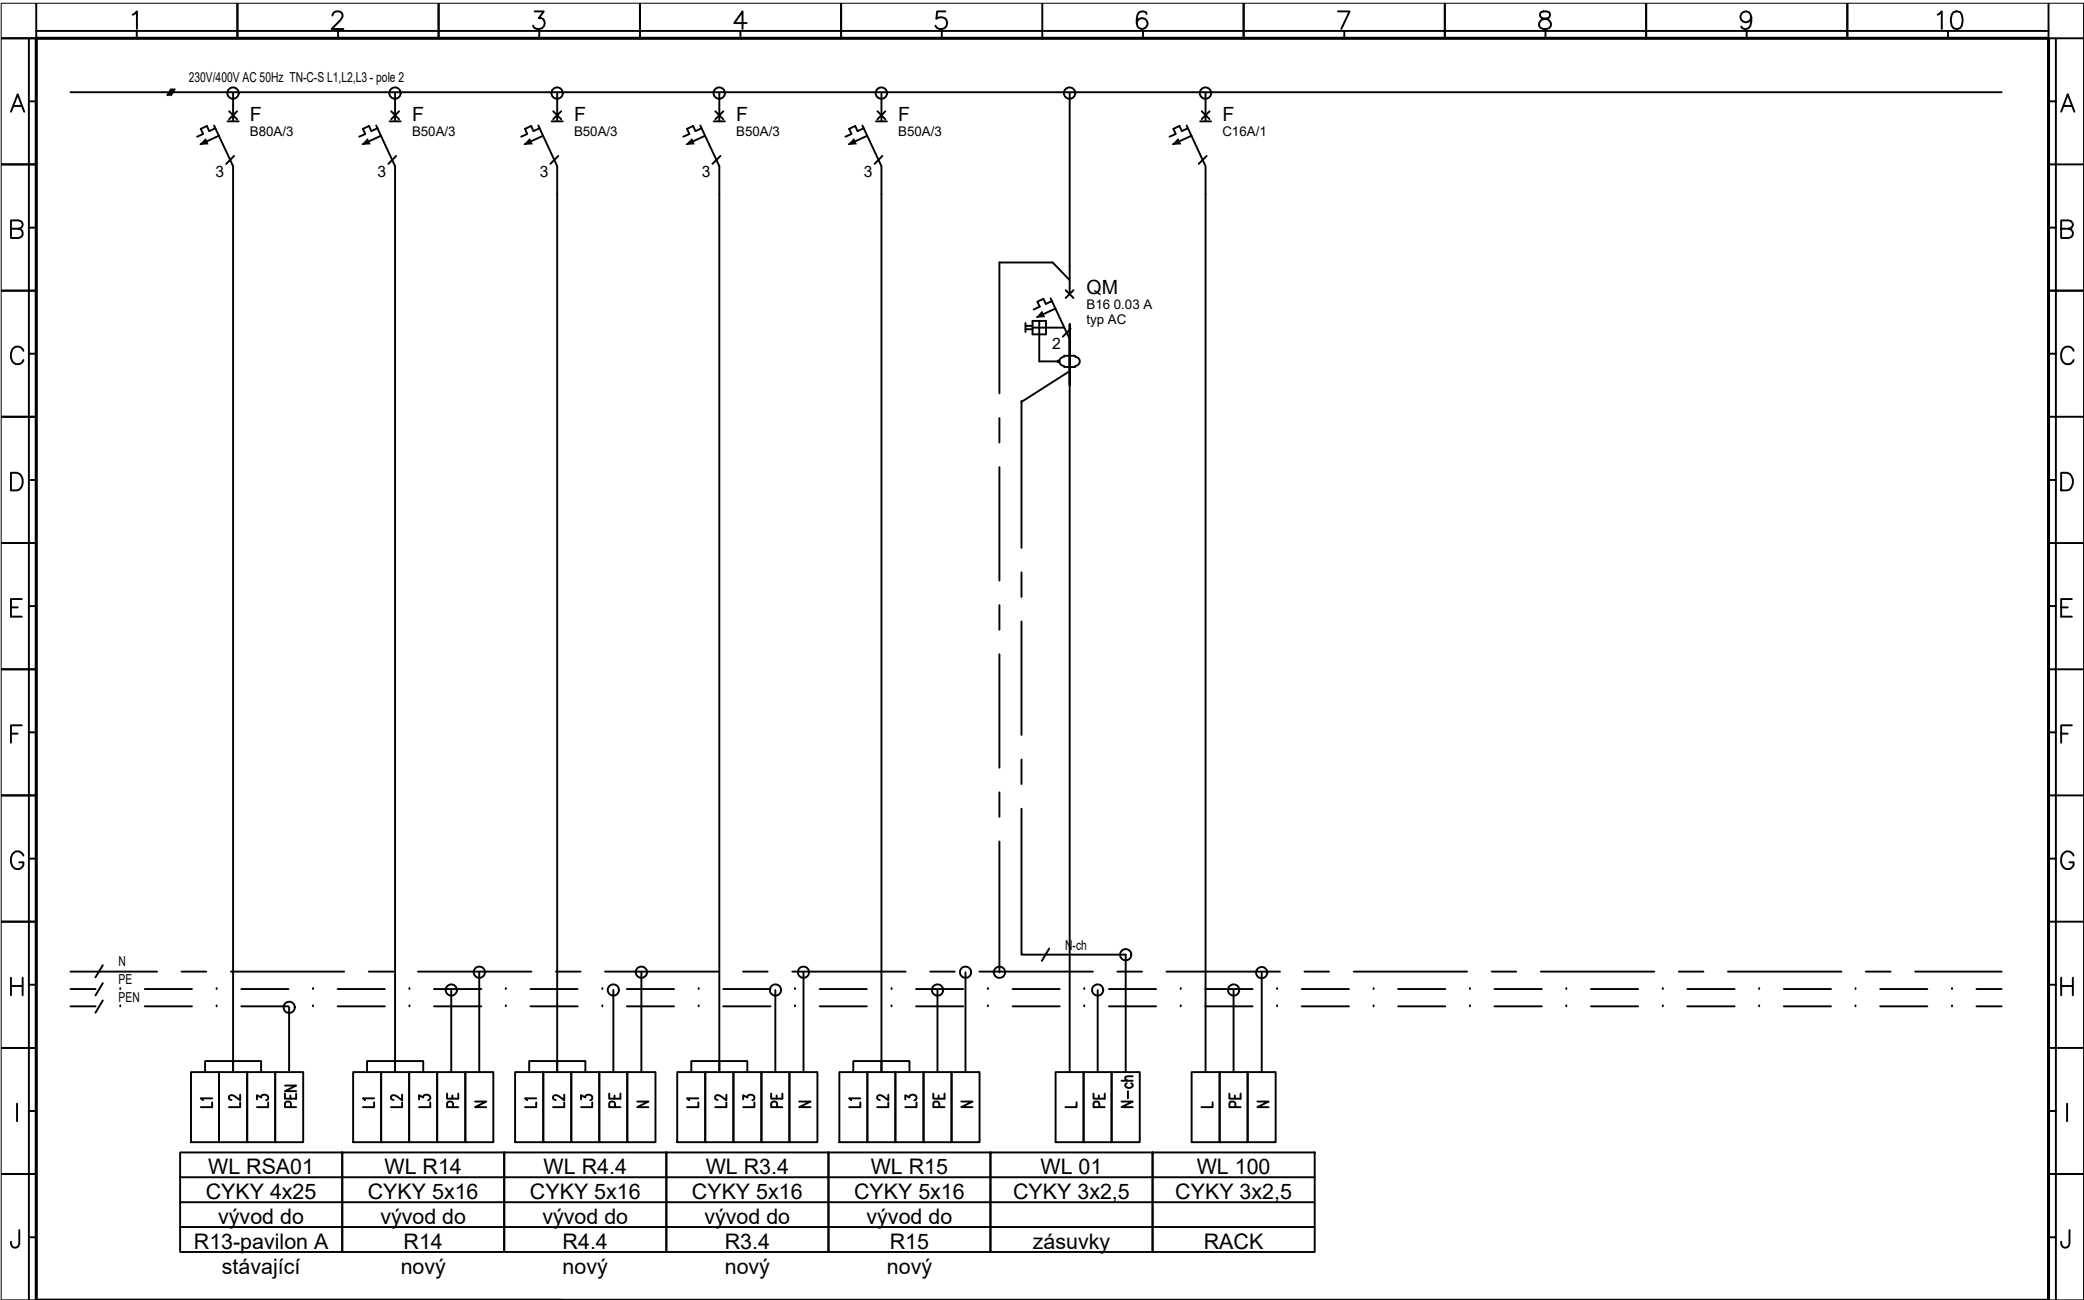 1 2 3 4 5 6 7 8 9 10
230V/400V AC 50Hz TN-C-S L1,L2,L3 - pole 2
A A
F F F F F F
B80A/3 B50A/3 B50A/3 B50A/3 B50A/3 C16A/1
3 3 3 3 3
B B
QM
B16 0.03 A
typ AC
2
C C
D D
E E
F F
G G
N-ch
N
PE
H H
PEN
L1 L2 L3 PEN L1 L2 L3 PE N L1 L2 L3 PE N L1 L2 L3 PE N L1 L2 L3 PE N L PE N-ch L PE N
I I
WL RSA01 WL R14 WL R4.4 WL R3.4 WL R15 WL 01 WL 100
CYKY 4x25 CYKY 5x16 CYKY 5x16 CYKY 5x16 CYKY 5x16 CYKY 3x2,5 CYKY 3x2,5
vývod do vývod do vývod do vývod do vývod do
J R13-pavilon A R14 R4.4 R3.4 R15 zásuvky RACK J
stávající nový nový nový nový